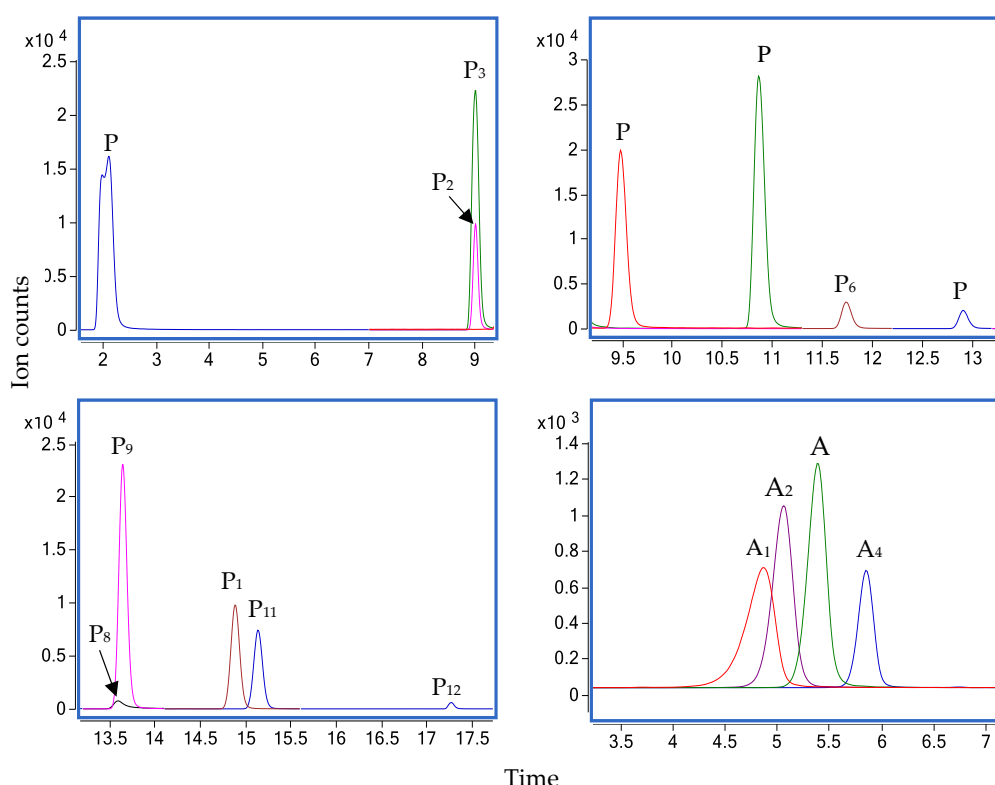 x10 4
2.5
2
1.5
1
0.5
0
2 3 4 5 6 7 8 9
P
P2
P3
x10 4
3
2.5
2
1.5
1
0.5
0
9.5 10 10.5 11 11.5 12 12.5 13
P
P
P6
P
Ion counts
x10 4
2.5
2
1.5
1
0.5
0
13.5 14 14.5 15 15.5 16 16.5 17 17.5
P9
P8
P1
P11
P12
x10 3
1.4
1.2
1
0.8
0.6
0.4
0.2
0
3.5 4 4.5 5 5.5 6 6.5 7
A1
A2
A
A4
Time